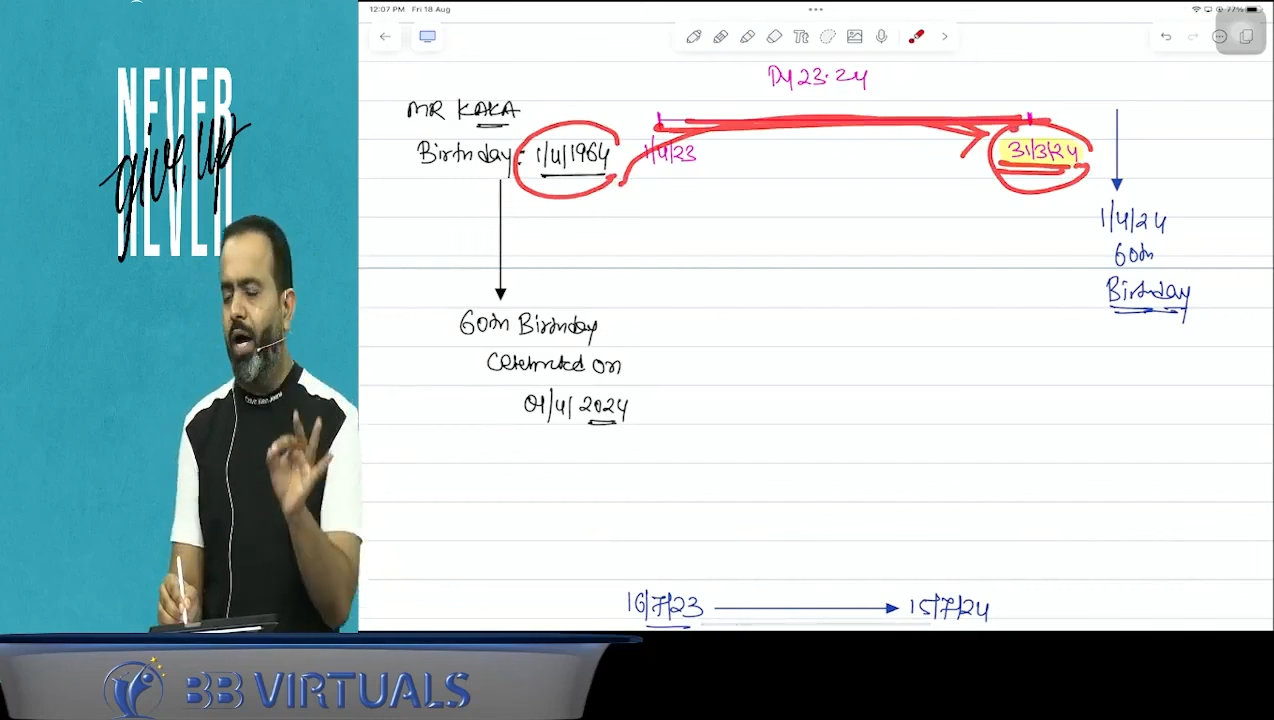 12:07 PM Fri 18 Aug
77%
NEVER
give up
NEVER
PY 23-24
MR KAKA
Birthday: 1/4/1964
1/4/23
31/3/24
1/4/24
60th
Birthday
60th Birthday
Celebrated on
01/4/2024
16/7/23
15/7/24
BB VIRTUALS